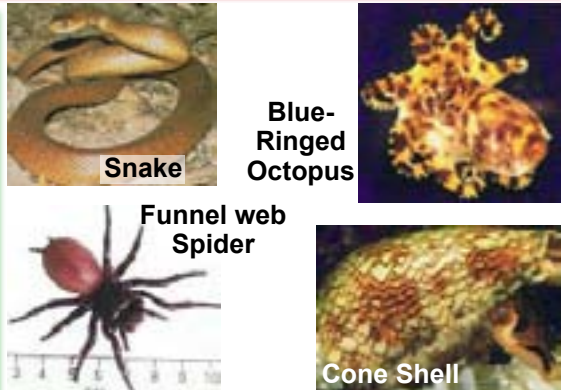 Snake
Blue-
Ringed
Octopus
Funnel web
Spider
Cone Shell